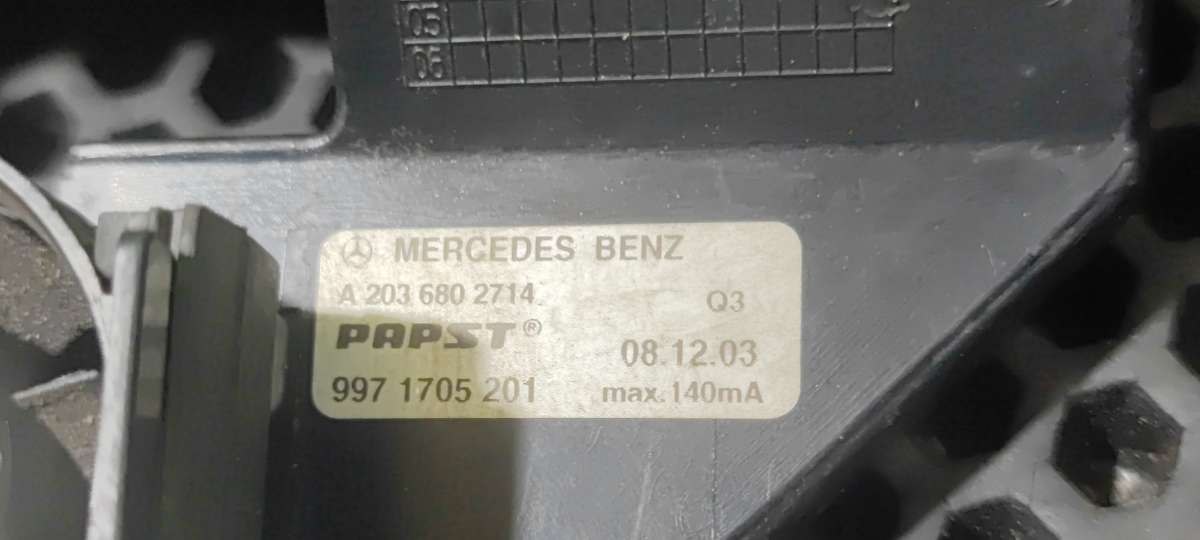 05
06
MERCEDES BENZ
A 203 680 2714 Q3
PAPST®
08.12.03
997 1705 201 max.140mA